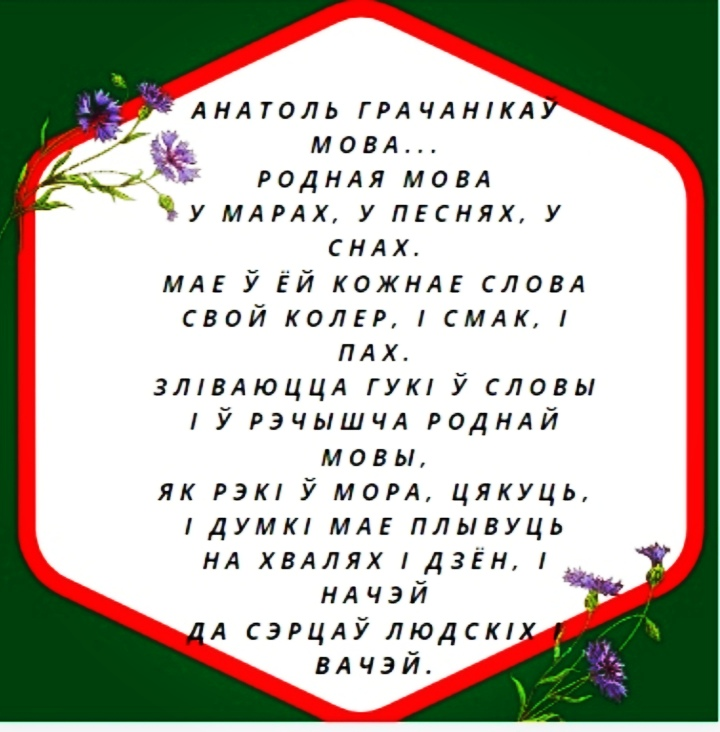 АНАТОЛЬ ГРАЧАНІКАЎ
МОВА...
РОДНАЯ МОВА
У МАРАХ, У ПЕСНЯХ, У
СНАХ.
МАЕ Ў ЁЙ КОЖНАЕ СЛОВА
СВОЙ КОЛЕР, І СМАК, І
ПАХ.
ЗЛІВАЮЦЦА ГУКІ Ў СЛОВЫ
І Ў РЭЧЫШЧА РОДНАЙ
МОВЫ,
ЯК РЭКІ Ў МОРА, ЦЯКУЦЬ,
І ДУМКІ МАЕ ПЛЫВУЦЬ
НА ХВАЛЯХ І ДЗЁН, І
НАЧЭЙ
ДА СЭРЦАЎ ЛЮДСКІХ І
ВАЧЭЙ.